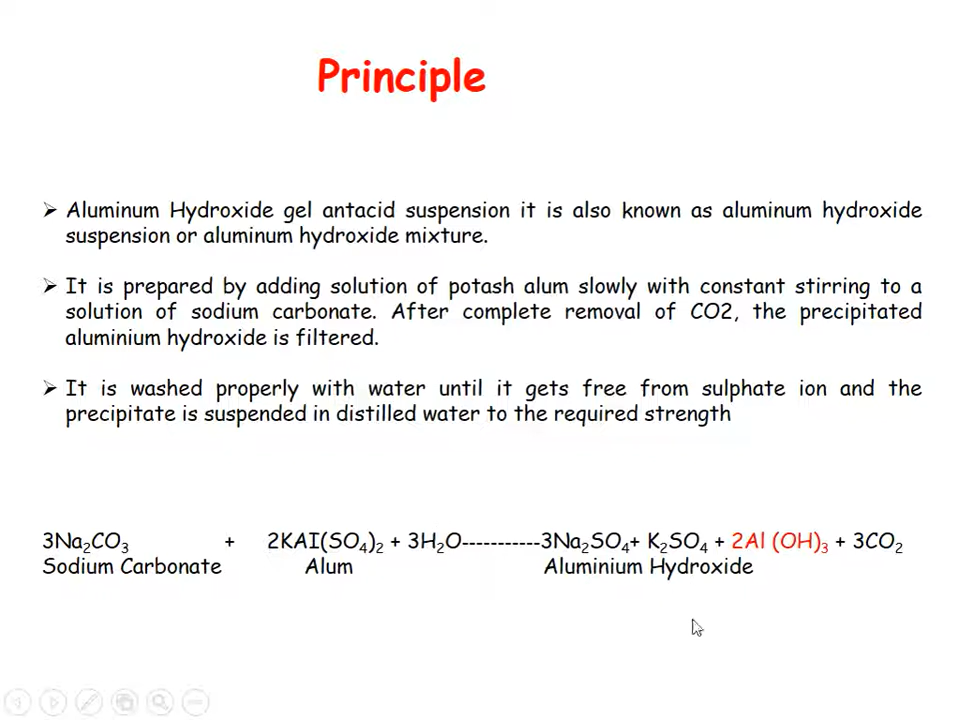 Principle
➢ Aluminum Hydroxide gel antacid suspension it is also known as aluminum hydroxide
suspension or aluminum hydroxide mixture.
➢ It is prepared by adding solution of potash alum slowly with constant stirring to a
solution of sodium carbonate. After complete removal of CO2, the precipitated
aluminium hydroxide is filtered.
➢ It is washed properly with water until it gets free from sulphate ion and the
precipitate is suspended in distilled water to the required strength
3Na₂CO₃ + 2KAI(SO₄)₂ + 3H₂O-----------3Na₂SO₄+ K₂SO₄ + 2Al (OH)₃ + 3CO₂
Sodium Carbonate Alum Aluminium Hydroxide